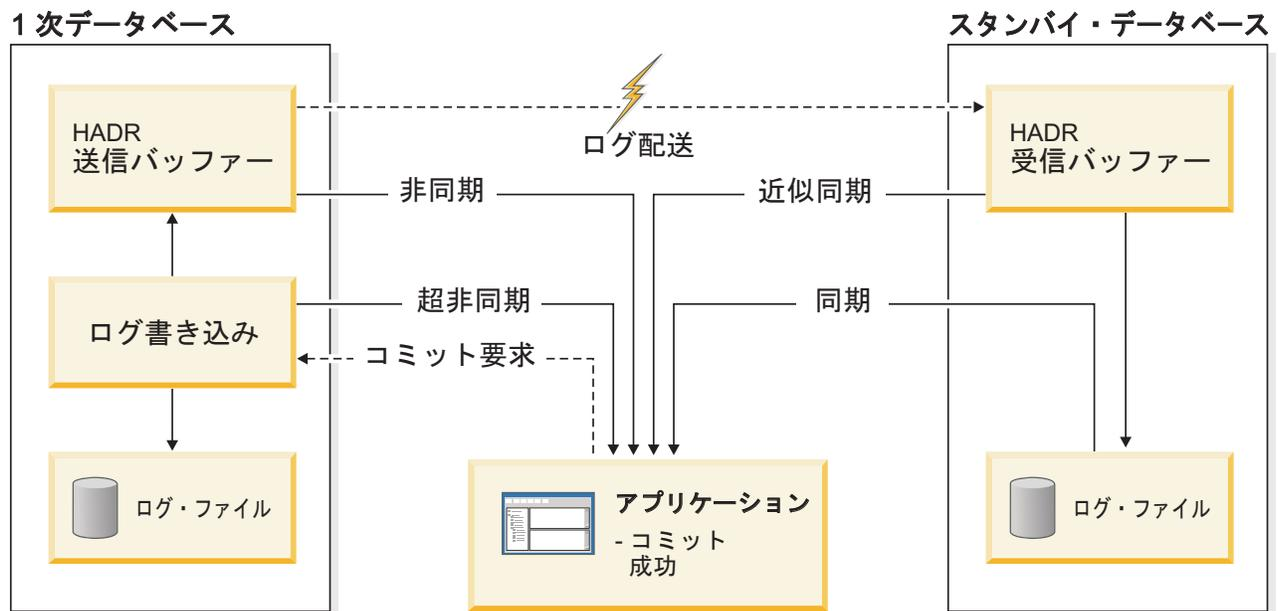 1 次データベース
スタンバイ・データベース
HADR
送信バッファー
ログ配送
HADR
受信バッファー
非同期
近似同期
ログ書き込み
超非同期
同期
コミット要求
ログ・ファイル
アプリケーション
- コミット
成功
ログ・ファイル